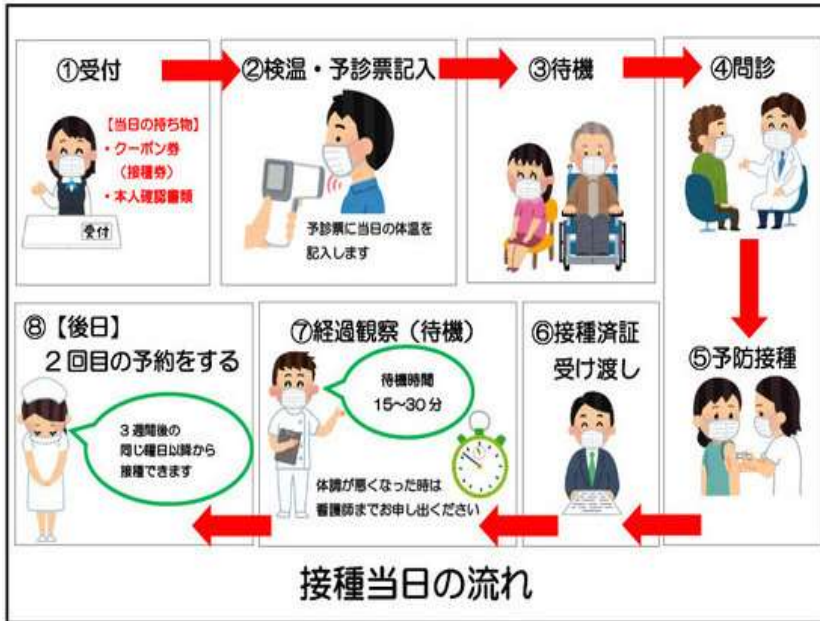 ①受付
【当日の持ち物】
・クーポン券
（接種券）
・本人確認書類
受付
②検温・予診票記入
予診票に当日の体温を
記入します
③待機
④問診
⑤予防接種
⑥接種済証
受け渡し
⑦経過観察（待機）
待機時間
15～30分
体調が悪くなった時は
看護師までお申し出ください
⑧【後日】
２回目の予約をする
３週間後の
同じ曜日以降から
接種できます
接種当日の流れ